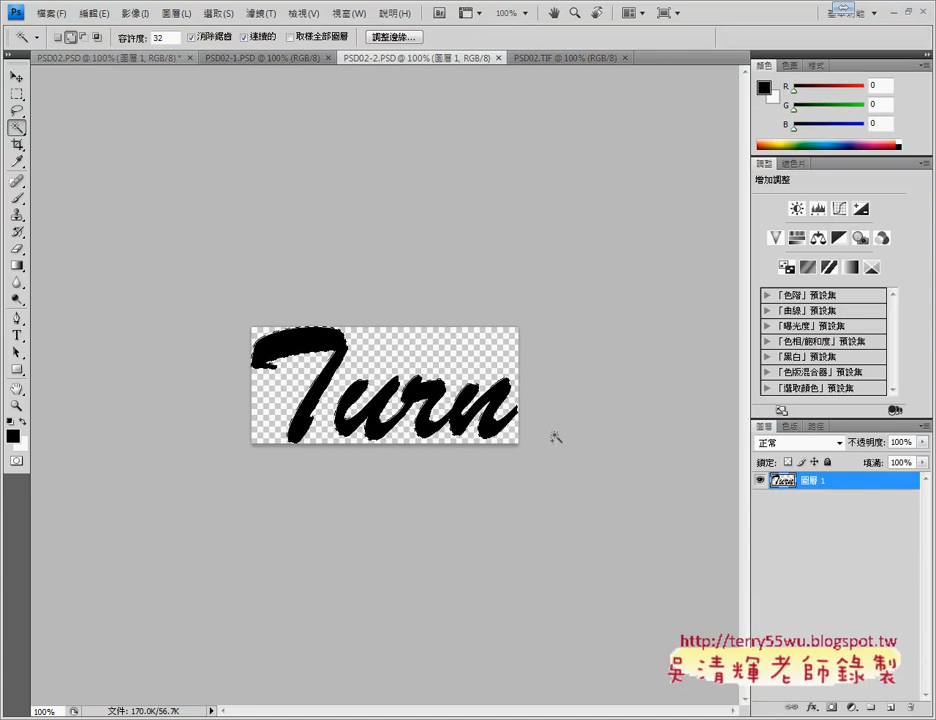 Ps 檔案(F) 編輯(E) 影像(I) 圖層(L) 選取(S) 濾鏡(T) 檢視(V) 視窗(W) 說明(H) Br 100% 基本功能
容許度: 32 消除鋸齒 連續的 取樣全部圖層 調整邊緣...
PSD02.PSD @ 100% (圖層 1, RGB/8) * PSD02-1.PSD (RGB/8) PSD02-2.PSD @ 100% (圖層 1, RGB/8) PSD02.TIF @ 100% (RGB/8)
顏色 色票 樣式
R 0
G 0
B 0
調整 遮色片
增加調整
「色階」預設集
「曲線」預設集
「曝光度」預設集
「色相/飽和度」預設集
「黑白」預設集
「色版混合器」預設集
「選取顏色」預設集
Turn
圖層 色版 路徑
正常 不透明度: 100%
鎖定: 填滿: 100%
Turn 圖層 1
http://terry55wu.blogspot.tw
吳清輝老師錄製
100% 文件: 170.0K/56.7K